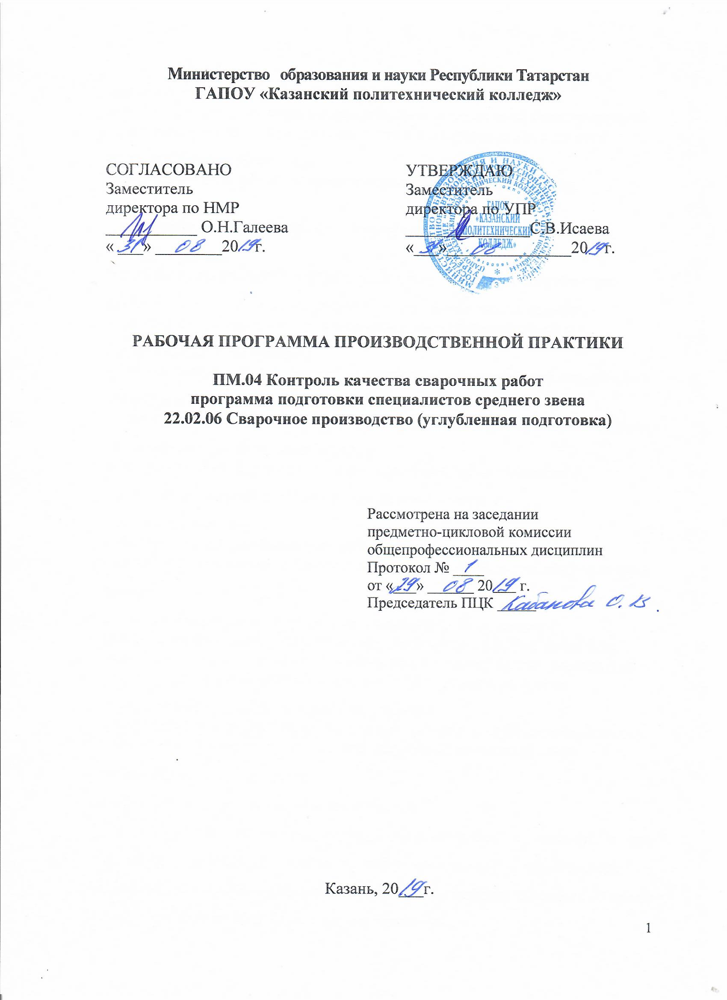 Министерство образования и науки Республики Татарстан
ГАПОУ «Казанский политехнический колледж»
СОГЛАСОВАНО
Заместитель
директора по НМР
____________ О.Н.Галеева
« 31 » 08 2019г.
УТВЕРЖДАЮ
Заместитель
директора по УПР
________________С.В.Исаева
« 31 » 08 2019г.
ГАПОУ
«КАЗАНСКИЙ
ПОЛИТЕХНИЧЕСКИЙ
КОЛЛЕДЖ»
РАБОЧАЯ ПРОГРАММА ПРОИЗВОДСТВЕННОЙ ПРАКТИКИ
ПМ.04 Контроль качества сварочных работ
программа подготовки специалистов среднего звена
22.02.06 Сварочное производство (углубленная подготовка)
Рассмотрена на заседании
предметно-цикловой комиссии
общепрофессиональных дисциплин
Протокол № 1
от «29» 08 2019 г.
Председатель ПЦК Кабанова О.В.
Казань, 2019г.
1